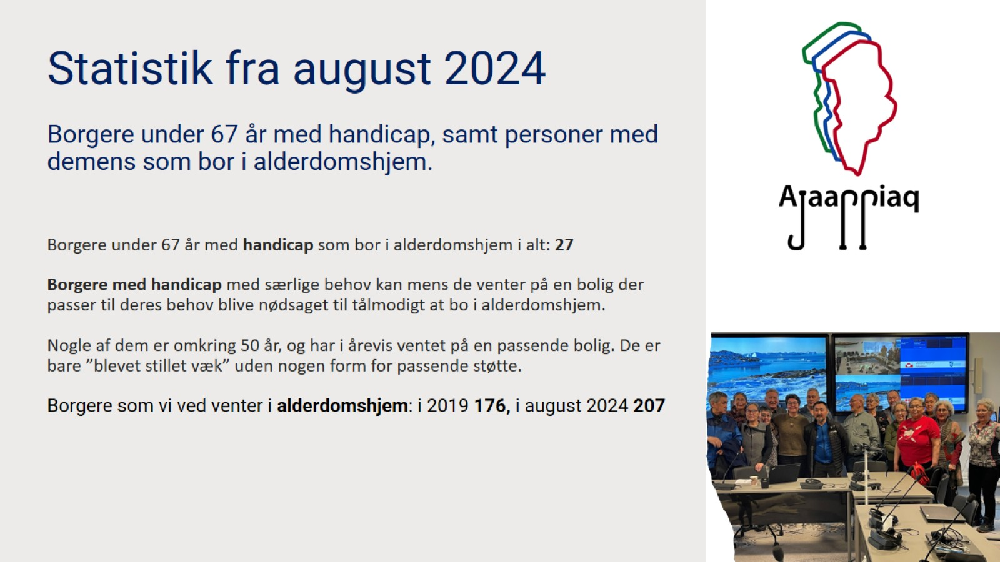 Statistik fra august 2024
Borgere under 67 år med handicap, samt personer med
demens som bor i alderdomshjem.
Borgere under 67 år med handicap som bor i alderdomshjem i alt: 27
Borgere med handicap med særlige behov kan mens de venter på en bolig der
passer til deres behov blive nødsaget til tålmodigt at bo i alderdomshjem.
Nogle af dem er omkring 50 år, og har i årevis ventet på en passende bolig. De er
bare ”blevet stillet væk” uden nogen form for passende støtte.
Borgere som vi ved venter i alderdomshjem: i 2019 176, i august 2024 207
Ajaappiaq